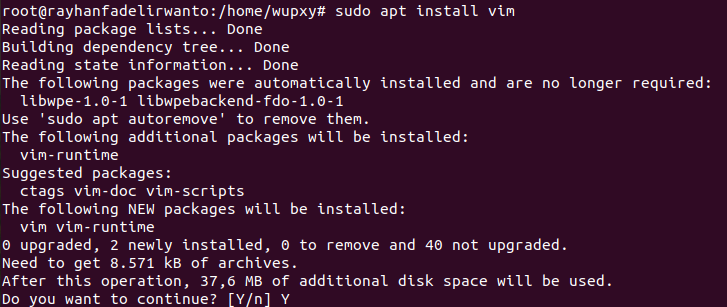 root@rayhanfadelirwanto:/home/wupxy# sudo apt install vim
Reading package lists... Done
Building dependency tree... Done
Reading state information... Done
The following packages were automatically installed and are no longer required:
  libwpe-1.0-1 libwpebackend-fdo-1.0-1
Use 'sudo apt autoremove' to remove them.
The following additional packages will be installed:
  vim-runtime
Suggested packages:
  ctags vim-doc vim-scripts
The following NEW packages will be installed:
  vim vim-runtime
0 upgraded, 2 newly installed, 0 to remove and 40 not upgraded.
Need to get 8.571 kB of archives.
After this operation, 37,6 MB of additional disk space will be used.
Do you want to continue? [Y/n] Y